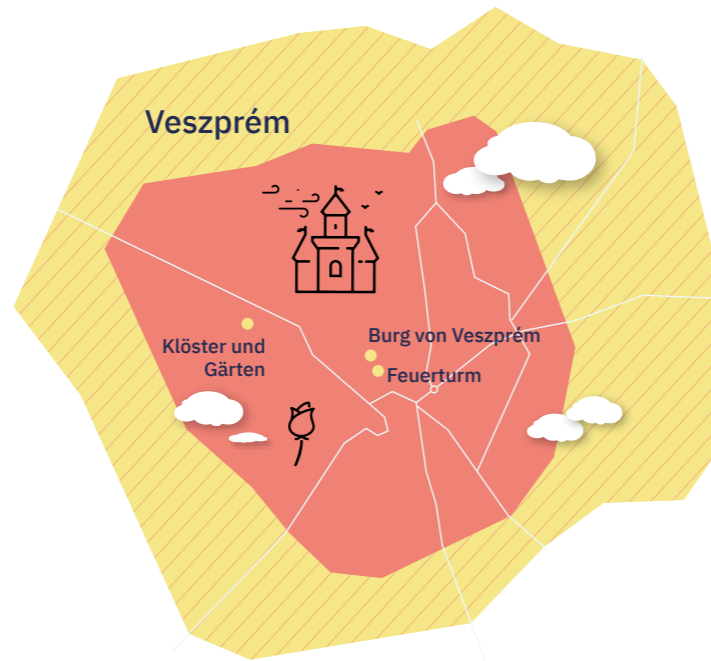 Veszprém
Burg von Veszprém
Klöster und
Gärten
Feuerturm